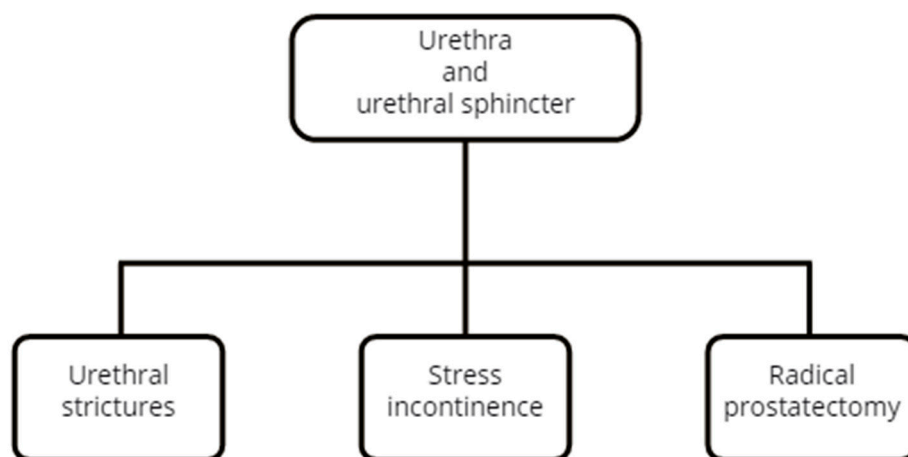 Urethra
and
urethral sphincter
Urethral
strictures
Stress
incontinence
Radical
prostatectomy